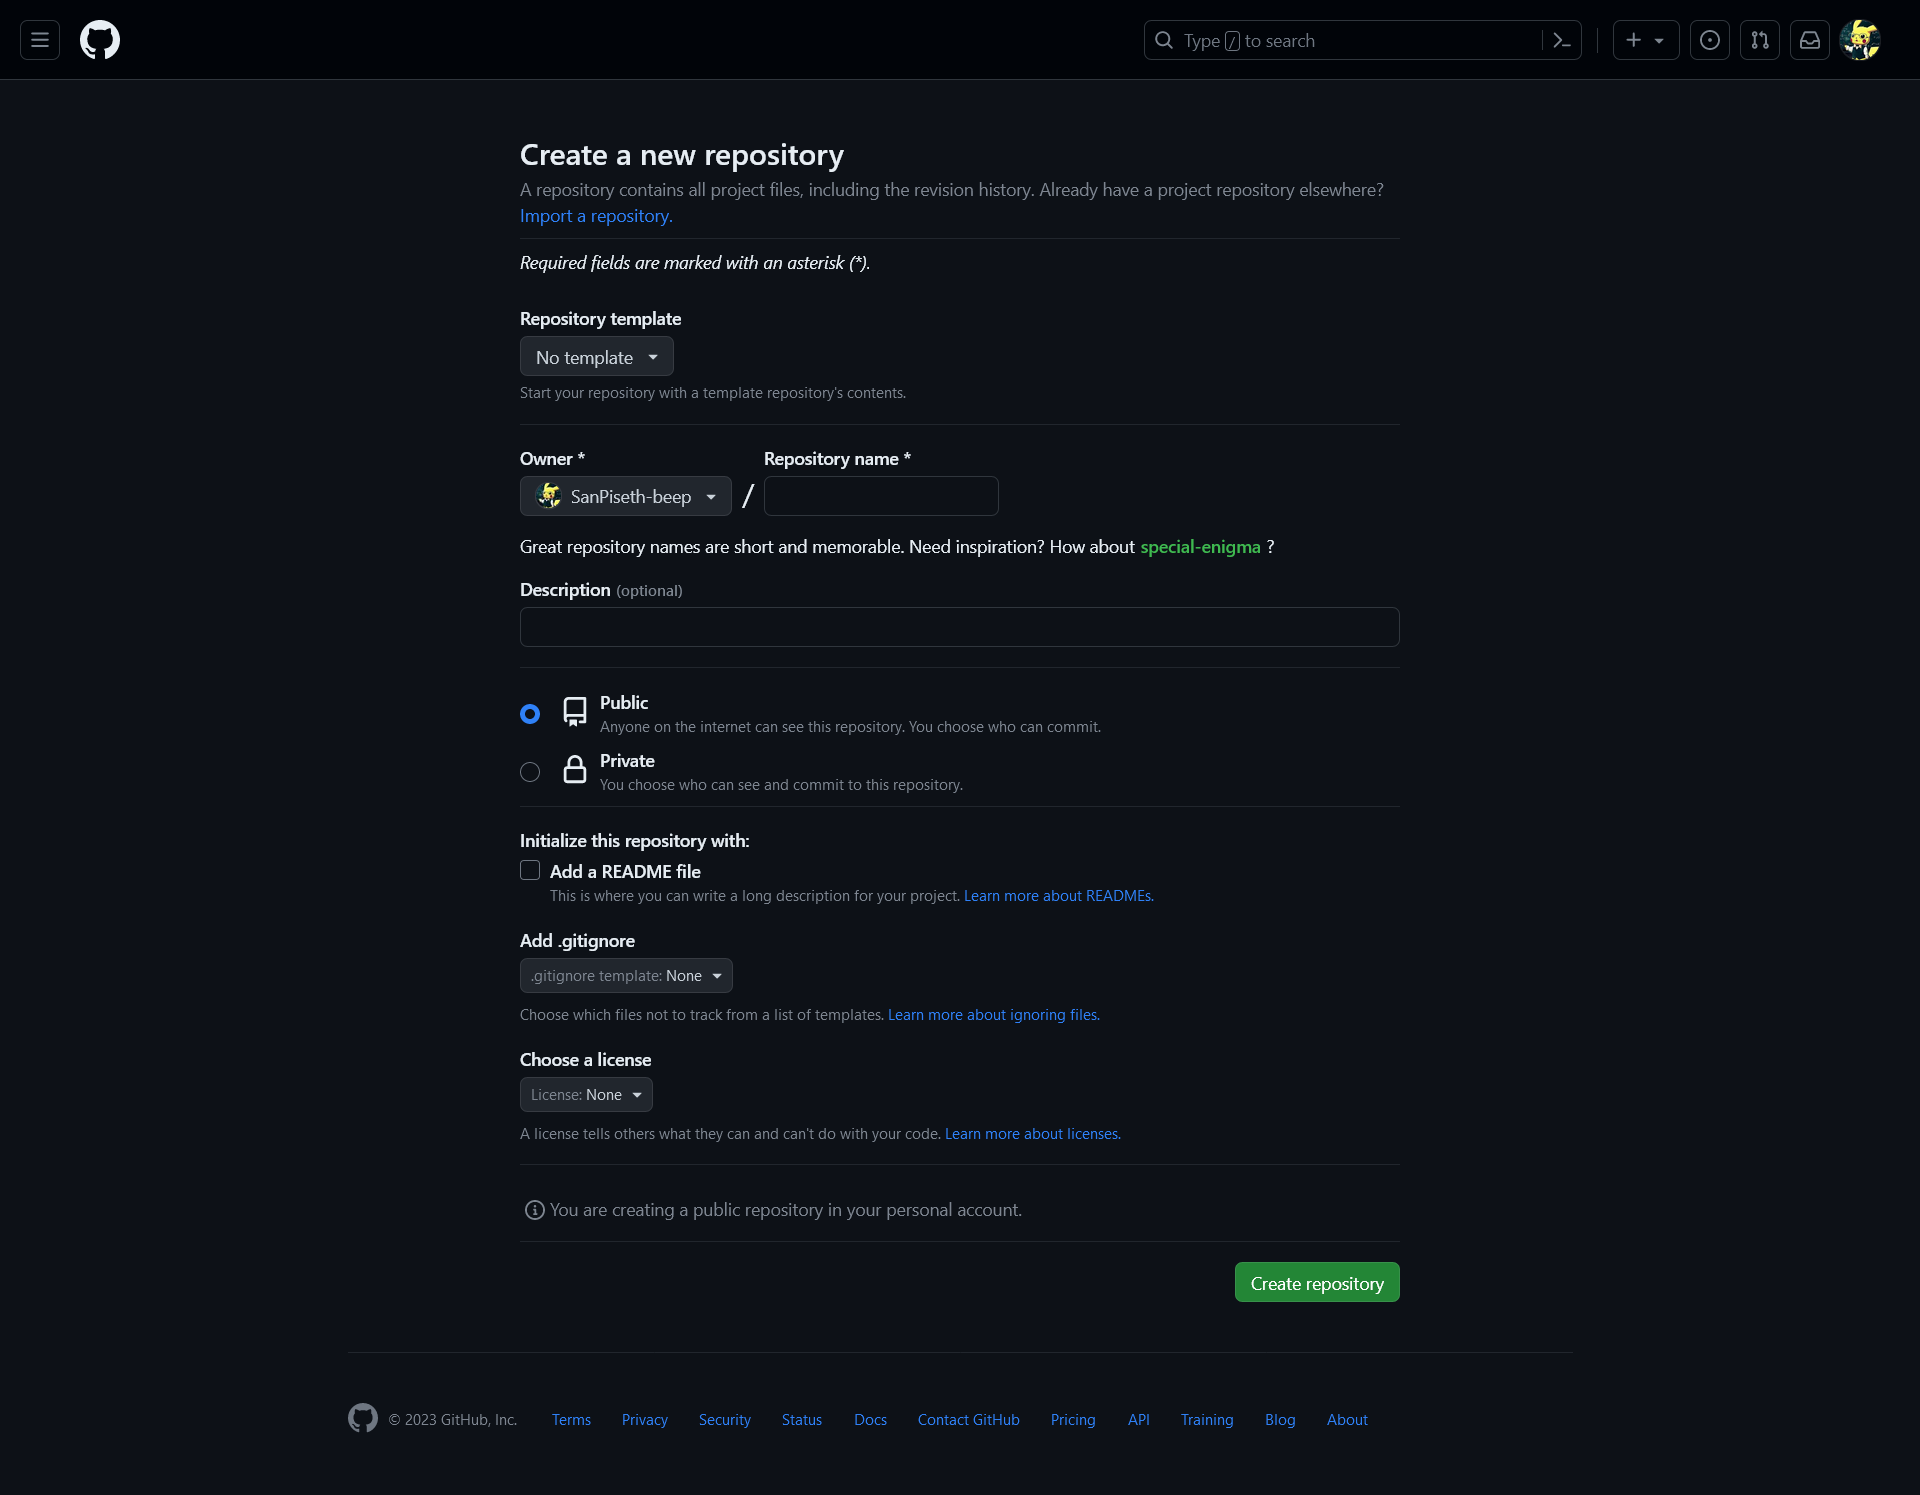 Type / to search
Create a new repository
A repository contains all project files, including the revision history. Already have a project repository elsewhere?
Import a repository.
Required fields are marked with an asterisk (*).
Repository template
No template
Start your repository with a template repository's contents.
Owner * Repository name *
SanPiseth-beep /
Great repository names are short and memorable. Need inspiration? How about special-enigma ?
Description (optional)
Public
Anyone on the internet can see this repository. You choose who can commit.
Private
You choose who can see and commit to this repository.
Initialize this repository with:
Add a README file
This is where you can write a long description for your project. Learn more about READMEs.
Add .gitignore
.gitignore template: None
Choose which files not to track from a list of templates. Learn more about ignoring files.
Choose a license
License: None
A license tells others what they can and can't do with your code. Learn more about licenses.
You are creating a public repository in your personal account.
Create repository
© 2023 GitHub, Inc. Terms Privacy Security Status Docs Contact GitHub Pricing API Training Blog About